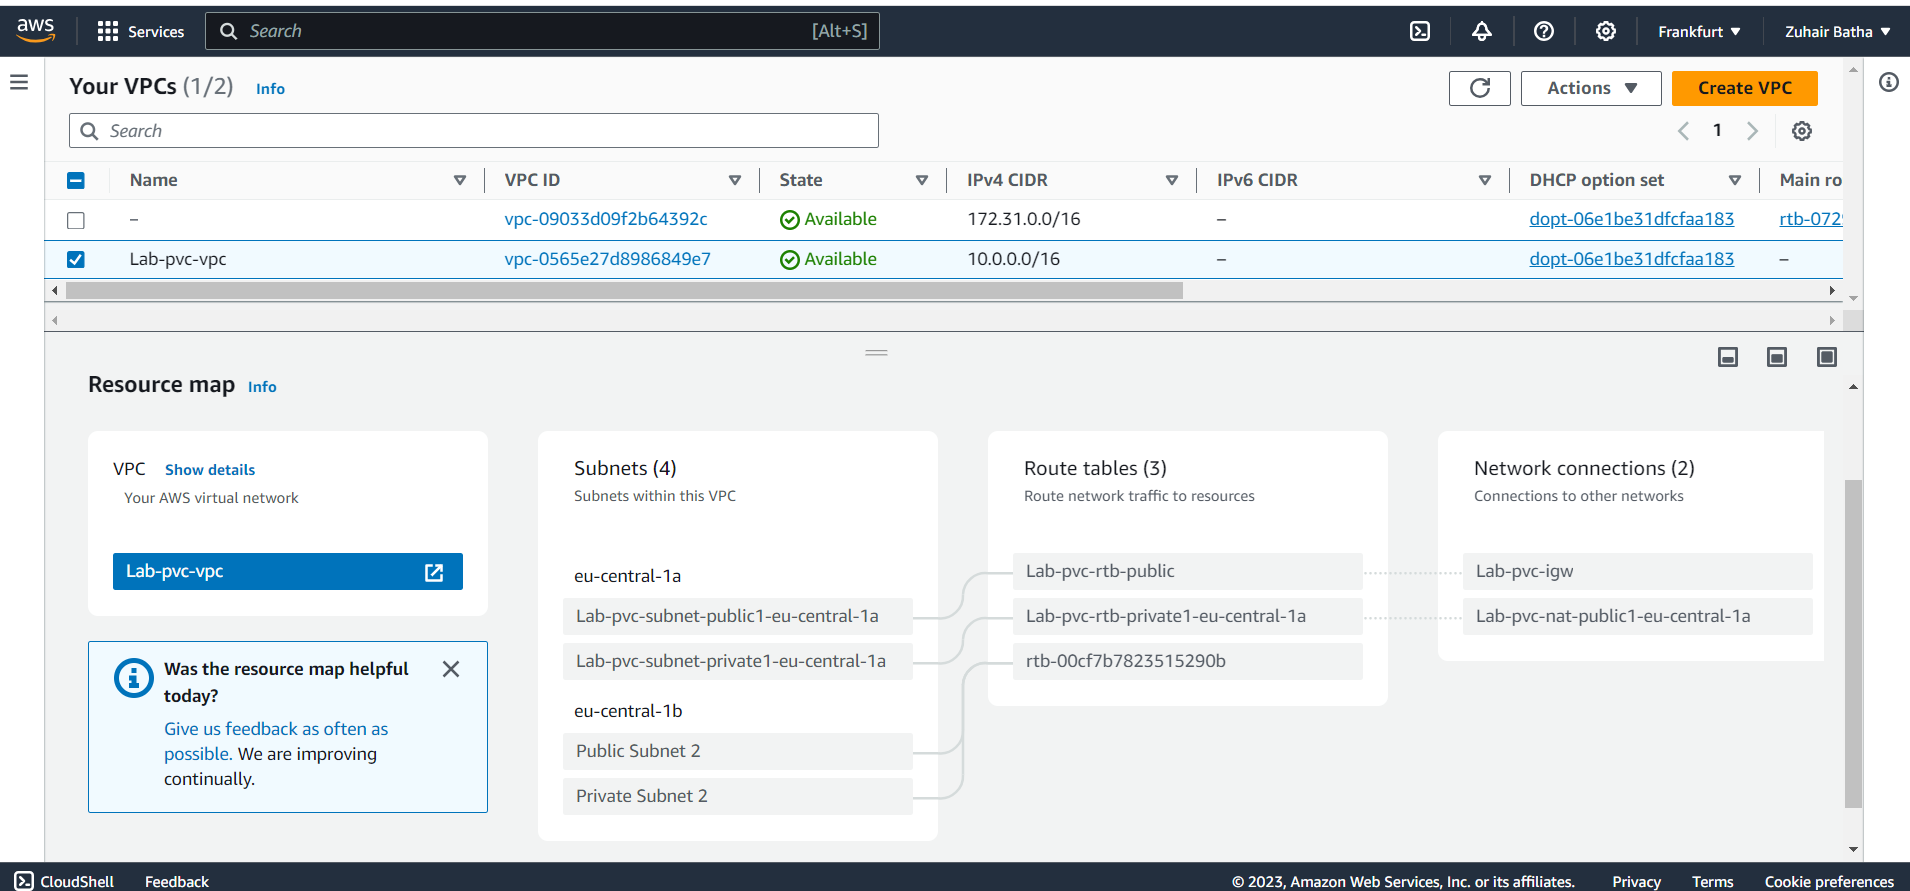 aws
Services
Search
[Alt+S]
Frankfurt
Zuhair Batha
Your VPCs (1/2) Info
Actions
Create VPC
Search
1
Name VPC ID State IPv4 CIDR IPv6 CIDR DHCP option set Main ro
– vpc-09033d09f2b64392c Available 172.31.0.0/16 – dopt-06e1be31dfcfaa183 rtb-072
Lab-pvc-vpc vpc-0565e27d8986849e7 Available 10.0.0.0/16 – dopt-06e1be31dfcfaa183 –
Resource map Info
VPC Show details
Your AWS virtual network
Lab-pvc-vpc
Was the resource map helpful
today?
Give us feedback as often as
possible. We are improving
continually.
Subnets (4)
Subnets within this VPC
eu-central-1a
Lab-pvc-subnet-public1-eu-central-1a
Lab-pvc-subnet-private1-eu-central-1a
eu-central-1b
Public Subnet 2
Private Subnet 2
Route tables (3)
Route network traffic to resources
Lab-pvc-rtb-public
Lab-pvc-rtb-private1-eu-central-1a
rtb-00cf7b7823515290b
Network connections (2)
Connections to other networks
Lab-pvc-igw
Lab-pvc-nat-public1-eu-central-1a
CloudShell Feedback © 2023, Amazon Web Services, Inc. or its affiliates. Privacy Terms Cookie preferences